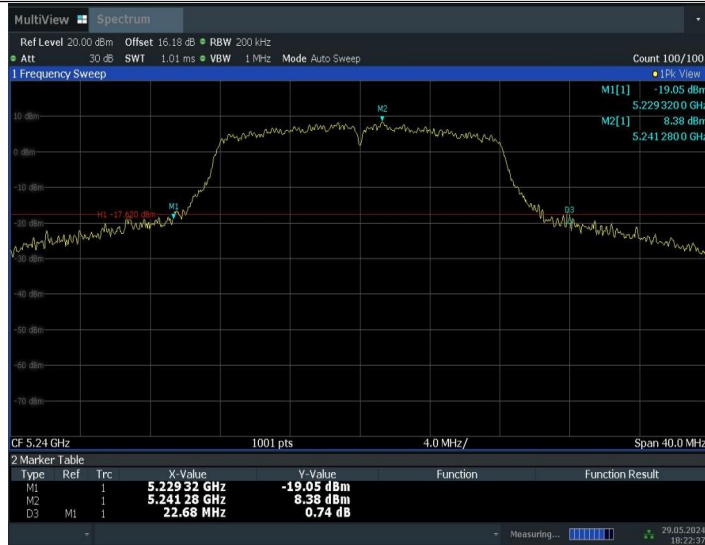 MultiView Spectrum
Ref Level 20.00 dBm Offset 16.18 dB RBW 200 kHz
Att 30 dB SWT 1.01 ms VBW 1 MHz Mode Auto Sweep Count 100/100
1 Frequency Sweep 1Pk View
M1[1] -19.05 dBm
5.229 320 0 GHz
M2[1] 8.38 dBm
5.241 280 0 GHz
M2
10 dBm
0 dBm
-10 dBm
M1
H1 -17.620 dBm
D3
-20 dBm
-30 dBm
-40 dBm
-50 dBm
-60 dBm
-70 dBm
CF 5.24 GHz 1001 pts 4.0 MHz/ Span 40.0 MHz
2 Marker Table
Type Ref Trc X-Value Y-Value Function Function Result
M1 1 5.229 32 GHz -19.05 dBm
M2 1 5.241 28 GHz 8.38 dBm
D3 M1 1 22.68 MHz 0.74 dB
Measuring... 29.05.2024
18:22:37